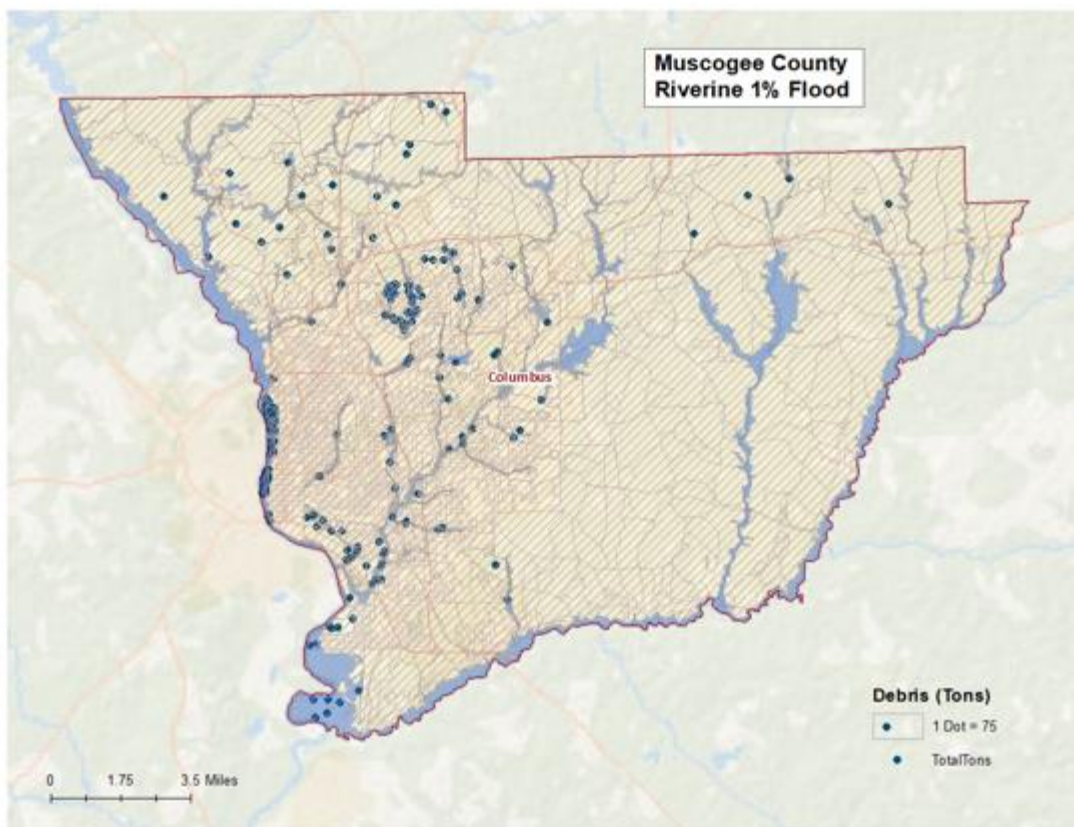 Muscogee County
Riverine 1% Flood
Columbus
Debris (Tons)
1 Dot = 75
TotalTons
0 1.75 3.5 Miles